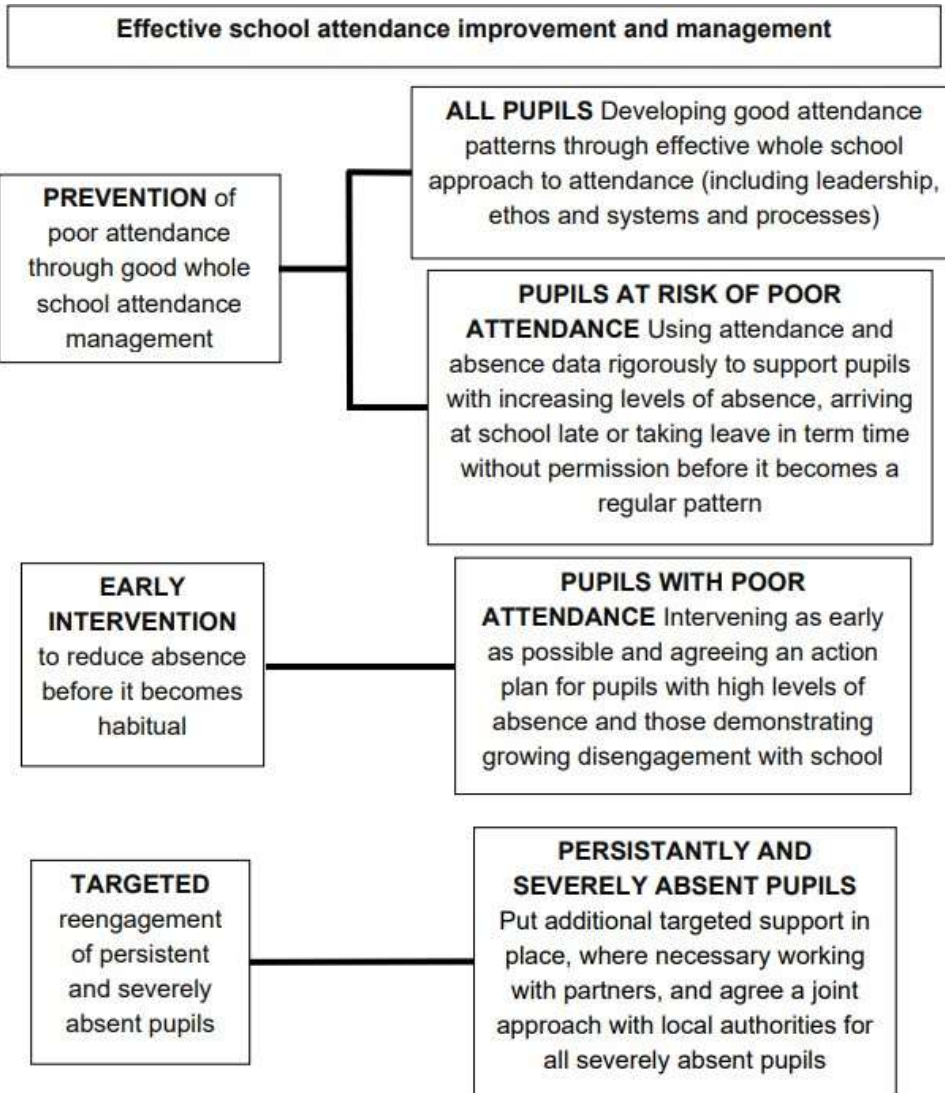 Effective school attendance improvement and management
PREVENTION of
poor attendance
through good whole
school attendance
management
ALL PUPILS Developing good attendance
patterns through effective whole school
approach to attendance (including leadership,
ethos and systems and processes)
PUPILS AT RISK OF POOR
ATTENDANCE Using attendance and
absence data rigorously to support pupils
with increasing levels of absence, arriving
at school late or taking leave in term time
without permission before it becomes a
regular pattern
EARLY
INTERVENTION
to reduce absence
before it becomes
habitual
PUPILS WITH POOR
ATTENDANCE Intervening as early
as possible and agreeing an action
plan for pupils with high levels of
absence and those demonstrating
growing disengagement with school
TARGETED
reengagement
of persistent
and severely
absent pupils
PERSISTANTLY AND
SEVERELY ABSENT PUPILS
Put additional targeted support in
place, where necessary working
with partners, and agree a joint
approach with local authorities for
all severely absent pupils